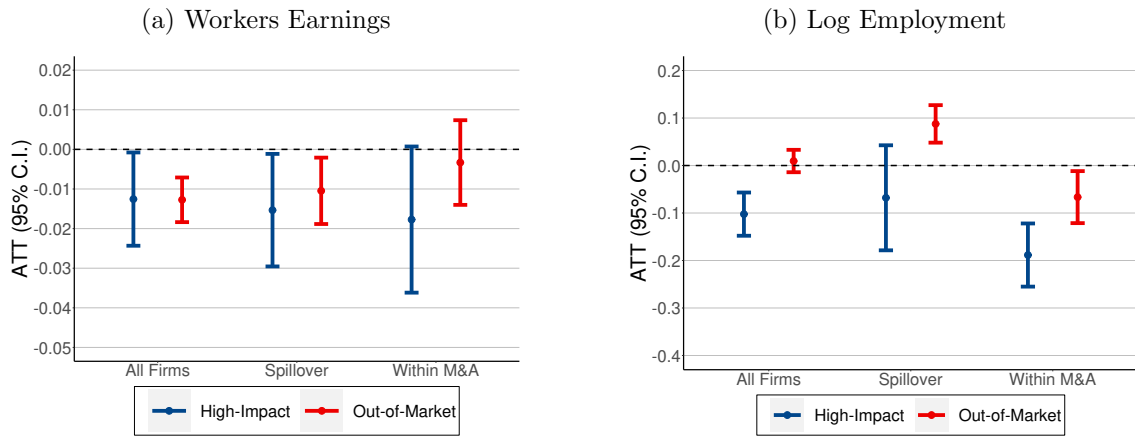 (a) Workers Earnings
ATT (95% C.I.)
0.02
0.01
0.00
-0.01
-0.02
-0.03
-0.04
-0.05
All Firms Spillover Within M&A
High-Impact Out-of-Market
(b) Log Employment
ATT (95% C.I.)
0.2
0.1
0.0
-0.1
-0.2
-0.3
-0.4
All Firms Spillover Within M&A
High-Impact Out-of-Market